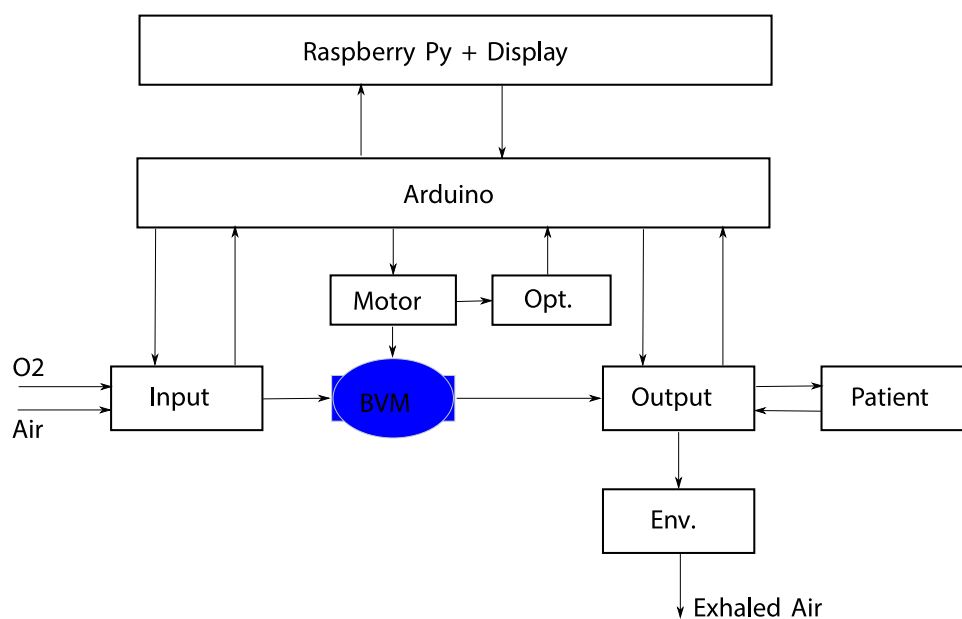 Raspberry Py + Display
Arduino
Motor
Opt.
O2
Input
BVM
Output
Patient
Air
Env.
Exhaled Air